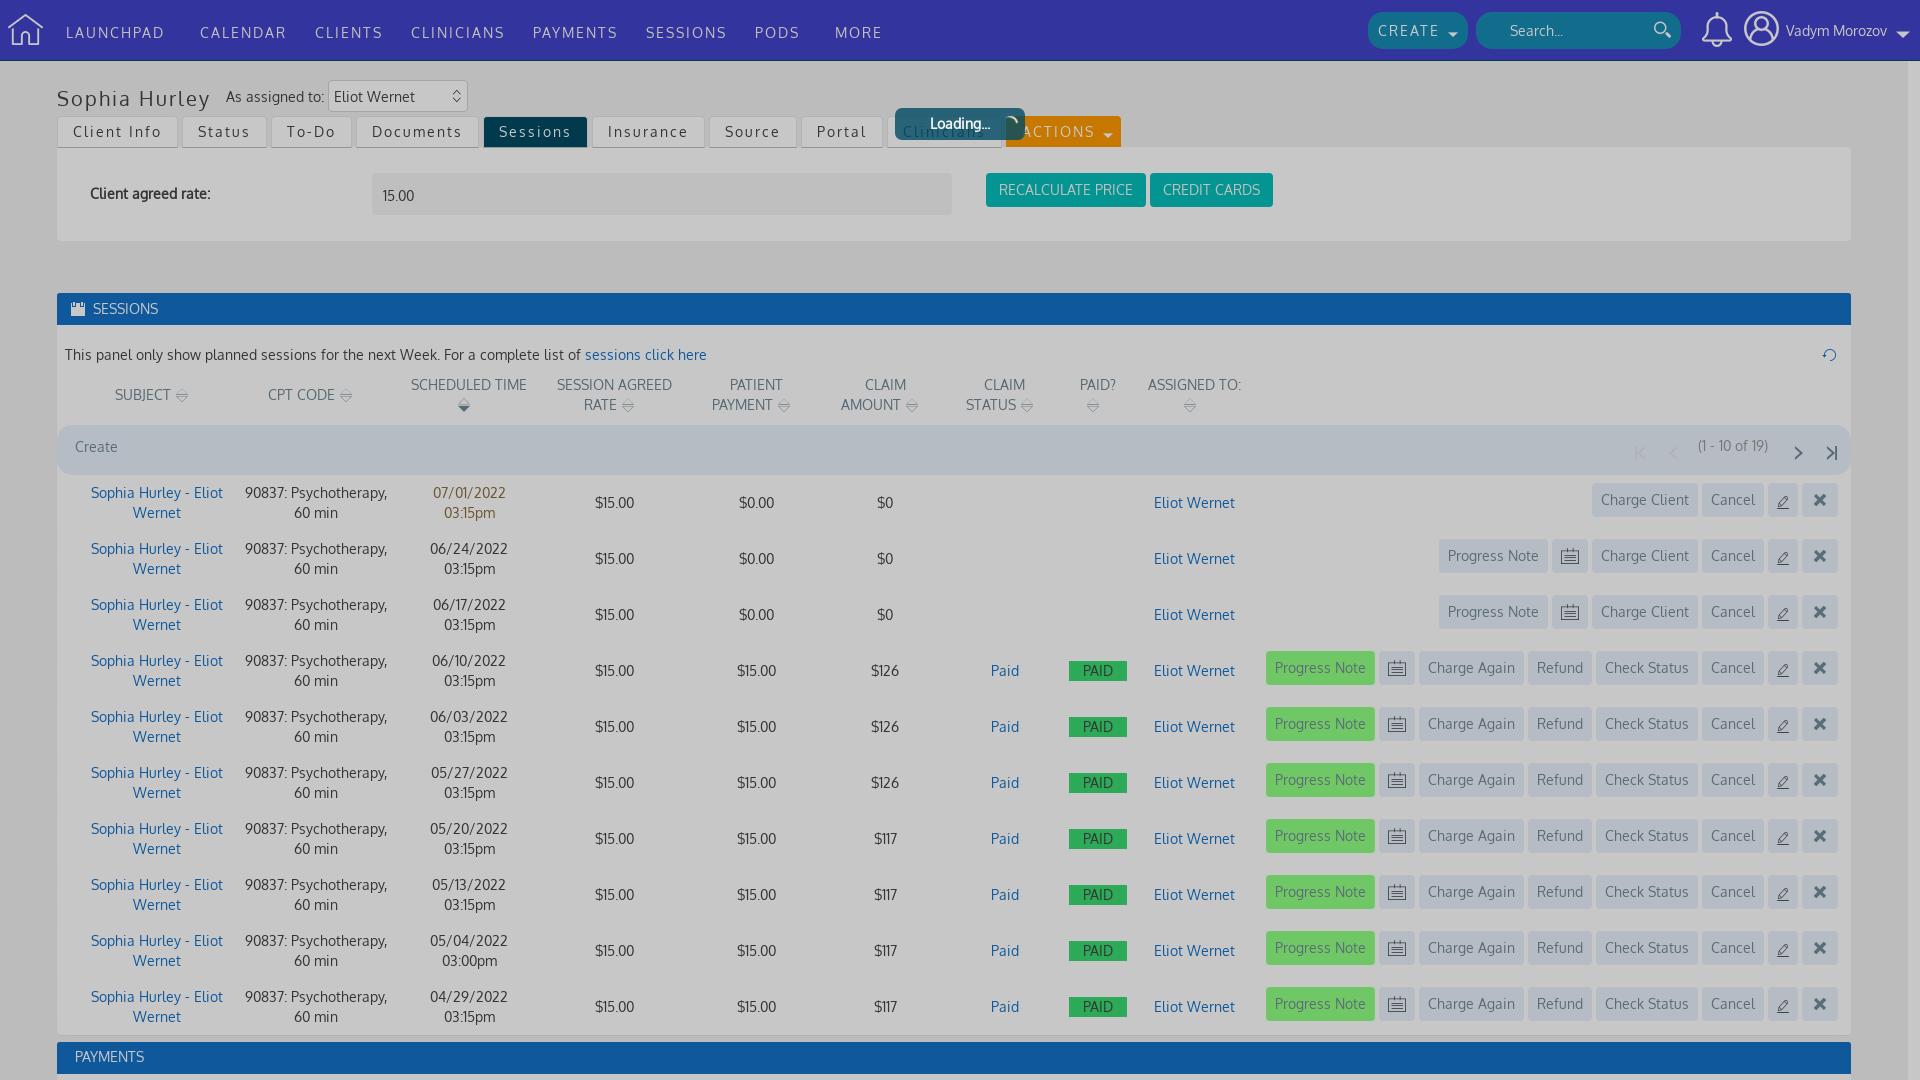 LAUNCHPAD CALENDAR CLIENTS CLINICIANS PAYMENTS SESSIONS PODS MORE CREATE Search... Vadym Morozov
Sophia Hurley As assigned to: Eliot Wernet
Client Info Status To-Do Documents Sessions Insurance Source Portal Clinicians ACTIONS
Loading...
Client agreed rate: 15.00 RECALCULATE PRICE CREDIT CARDS
SESSIONS
This panel only show planned sessions for the next Week. For a complete list of sessions click here
SUBJECT CPT CODE SCHEDULED TIME SESSION AGREED RATE PATIENT PAYMENT CLAIM AMOUNT CLAIM STATUS PAID? ASSIGNED TO:
Create (1 - 10 of 19)
Sophia Hurley - Eliot Wernet 90837: Psychotherapy, 60 min 07/01/2022 03:15pm $15.00 $0.00 $0 Eliot Wernet Charge Client Cancel
Sophia Hurley - Eliot Wernet 90837: Psychotherapy, 60 min 06/24/2022 03:15pm $15.00 $0.00 $0 Eliot Wernet Progress Note Charge Client Cancel
Sophia Hurley - Eliot Wernet 90837: Psychotherapy, 60 min 06/17/2022 03:15pm $15.00 $0.00 $0 Eliot Wernet Progress Note Charge Client Cancel
Sophia Hurley - Eliot Wernet 90837: Psychotherapy, 60 min 06/10/2022 03:15pm $15.00 $15.00 $126 Paid PAID Eliot Wernet Progress Note Charge Again Refund Check Status Cancel
Sophia Hurley - Eliot Wernet 90837: Psychotherapy, 60 min 06/03/2022 03:15pm $15.00 $15.00 $126 Paid PAID Eliot Wernet Progress Note Charge Again Refund Check Status Cancel
Sophia Hurley - Eliot Wernet 90837: Psychotherapy, 60 min 05/27/2022 03:15pm $15.00 $15.00 $126 Paid PAID Eliot Wernet Progress Note Charge Again Refund Check Status Cancel
Sophia Hurley - Eliot Wernet 90837: Psychotherapy, 60 min 05/20/2022 03:15pm $15.00 $15.00 $117 Paid PAID Eliot Wernet Progress Note Charge Again Refund Check Status Cancel
Sophia Hurley - Eliot Wernet 90837: Psychotherapy, 60 min 05/13/2022 03:15pm $15.00 $15.00 $117 Paid PAID Eliot Wernet Progress Note Charge Again Refund Check Status Cancel
Sophia Hurley - Eliot Wernet 90837: Psychotherapy, 60 min 05/04/2022 03:00pm $15.00 $15.00 $117 Paid PAID Eliot Wernet Progress Note Charge Again Refund Check Status Cancel
Sophia Hurley - Eliot Wernet 90837: Psychotherapy, 60 min 04/29/2022 03:15pm $15.00 $15.00 $117 Paid PAID Eliot Wernet Progress Note Charge Again Refund Check Status Cancel
PAYMENTS